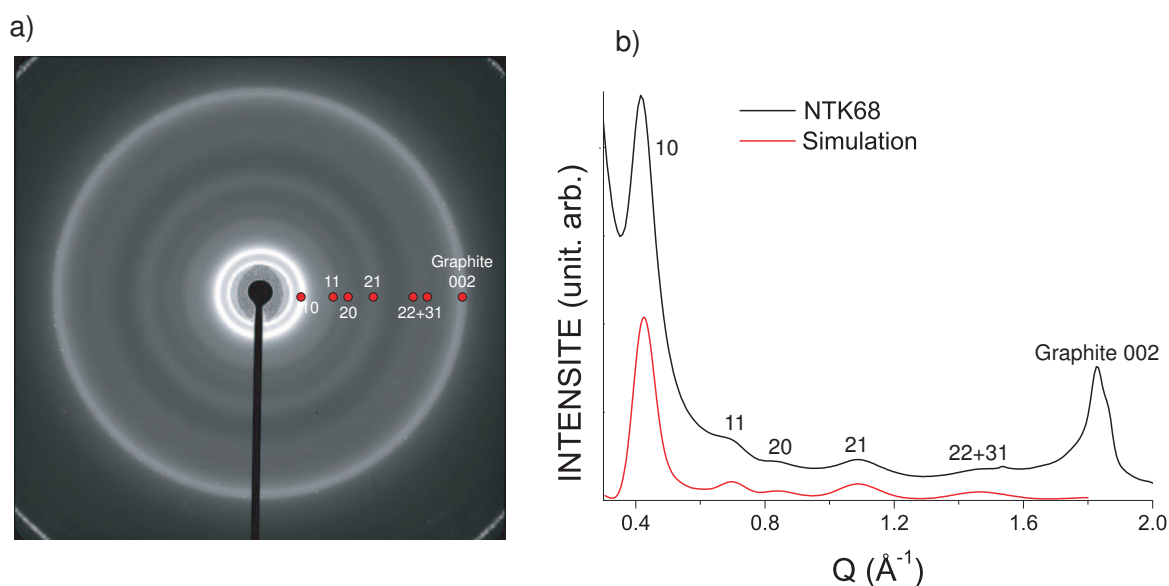 a)
Graphite
11 21 002
10 20 22+31
b)
NTK68
Simulation
10
Graphite 002
11
20
21
22+31
INTENSITE (unit. arb.)
0.4 0.8 1.2 1.6 2.0
Q (Å⁻¹)